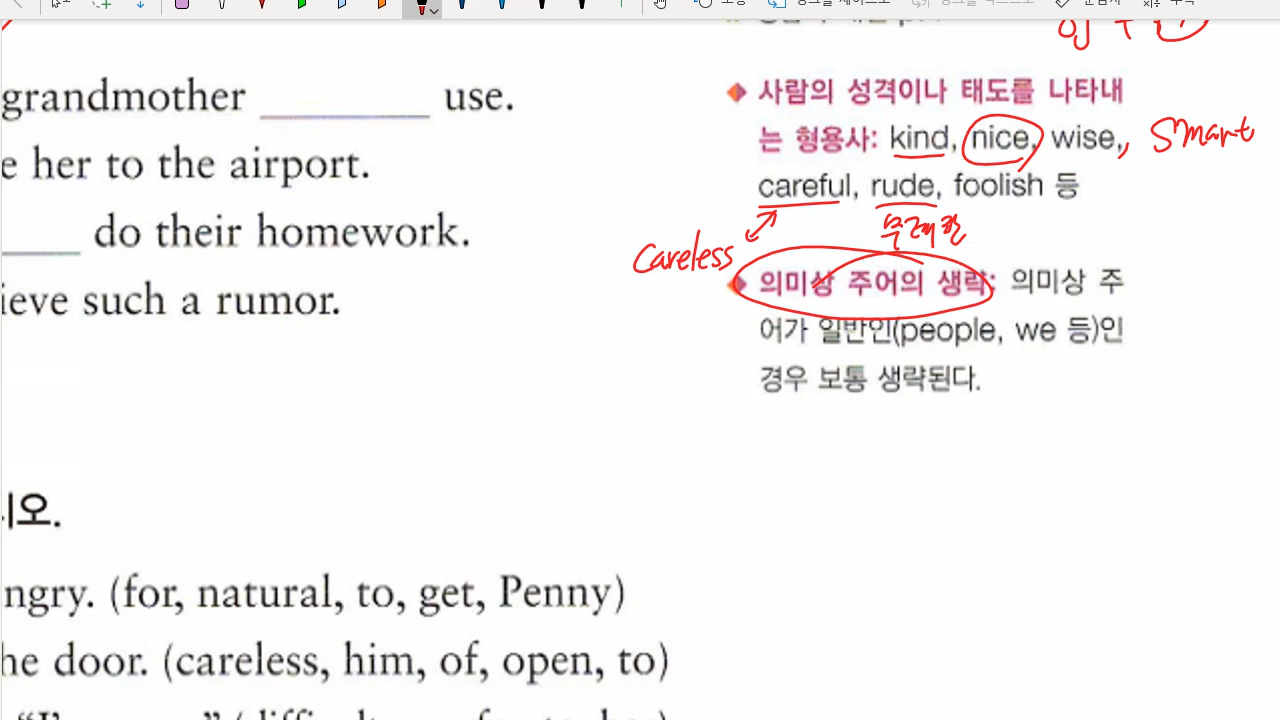 사람의 성격이나 태도를 나타내
는 형용사: kind, nice, wise,, Smart
careful, rude, foolish 등
무례한
Careless
의미상 주어의 생략: 의미상 주
어가 일반인(people, we 등)인
경우 보통 생략된다.
grandmother ________ use.
e her to the airport.
____ do their homework.
ieve such a rumor.
시오.
ngry. (for, natural, to, get, Penny)
he door. (careless, him, of, open, to)